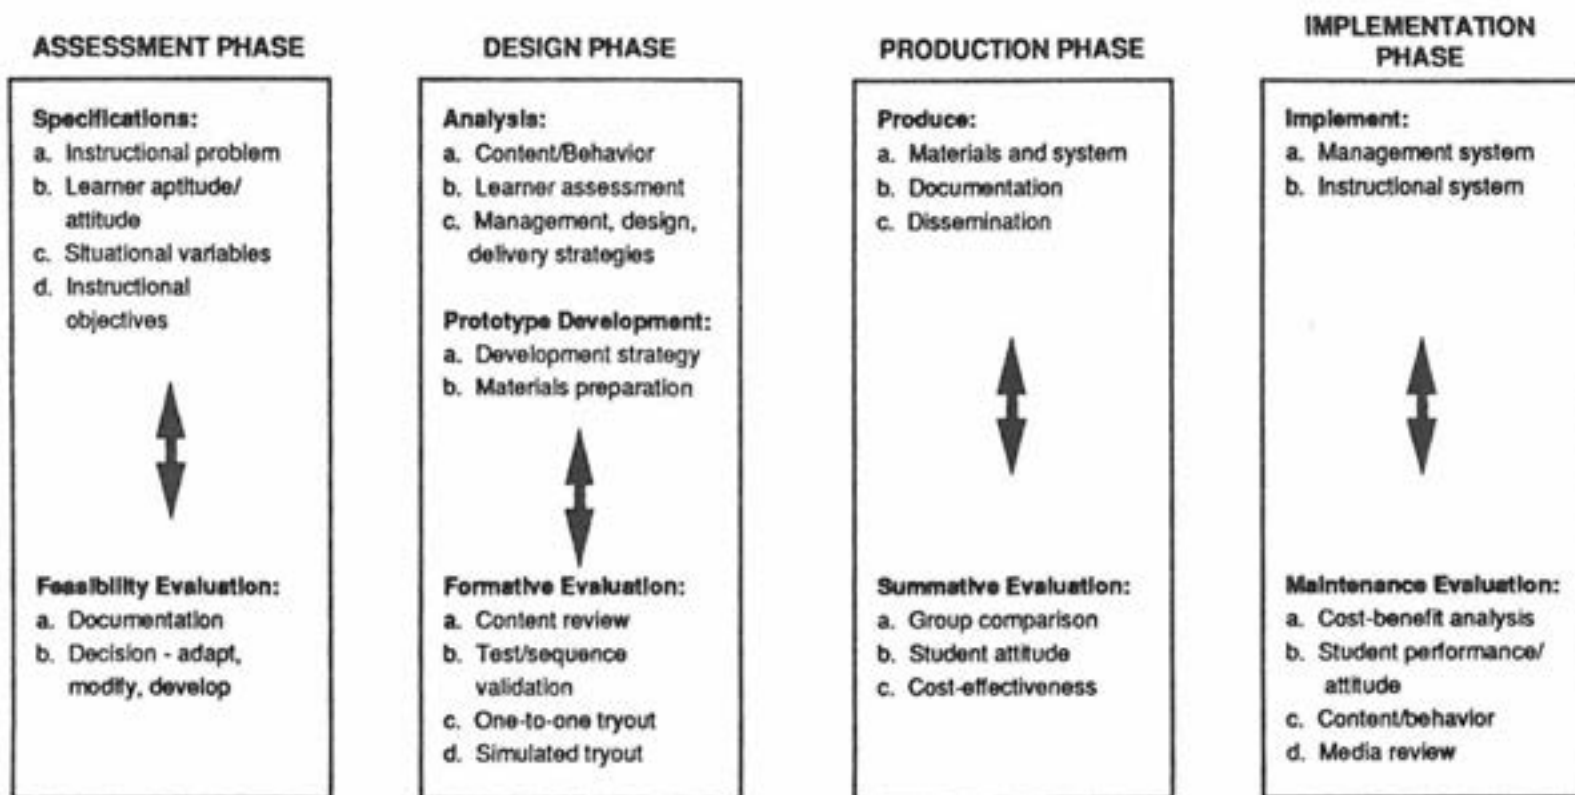 ASSESSMENT PHASE
Specifications:
a. Instructional problem
b. Learner aptitude/
attitude
c. Situational variables
d. Instructional
objectives
Feasibility Evaluation:
a. Documentation
b. Decision - adapt,
modify, develop
DESIGN PHASE
Analysis:
a. Content/Behavior
b. Learner assessment
c. Management, design,
delivery strategies
Prototype Development:
a. Development strategy
b. Materials preparation
Formative Evaluation:
a. Content review
b. Test/sequence
validation
c. One-to-one tryout
d. Simulated tryout
PRODUCTION PHASE
Produce:
a. Materials and system
b. Documentation
c. Dissemination
Summative Evaluation:
a. Group comparison
b. Student attitude
c. Cost-effectiveness
IMPLEMENTATION
PHASE
Implement:
a. Management system
b. Instructional system
Maintenance Evaluation:
a. Cost-benefit analysis
b. Student performance/
attitude
c. Content/behavior
d. Media review